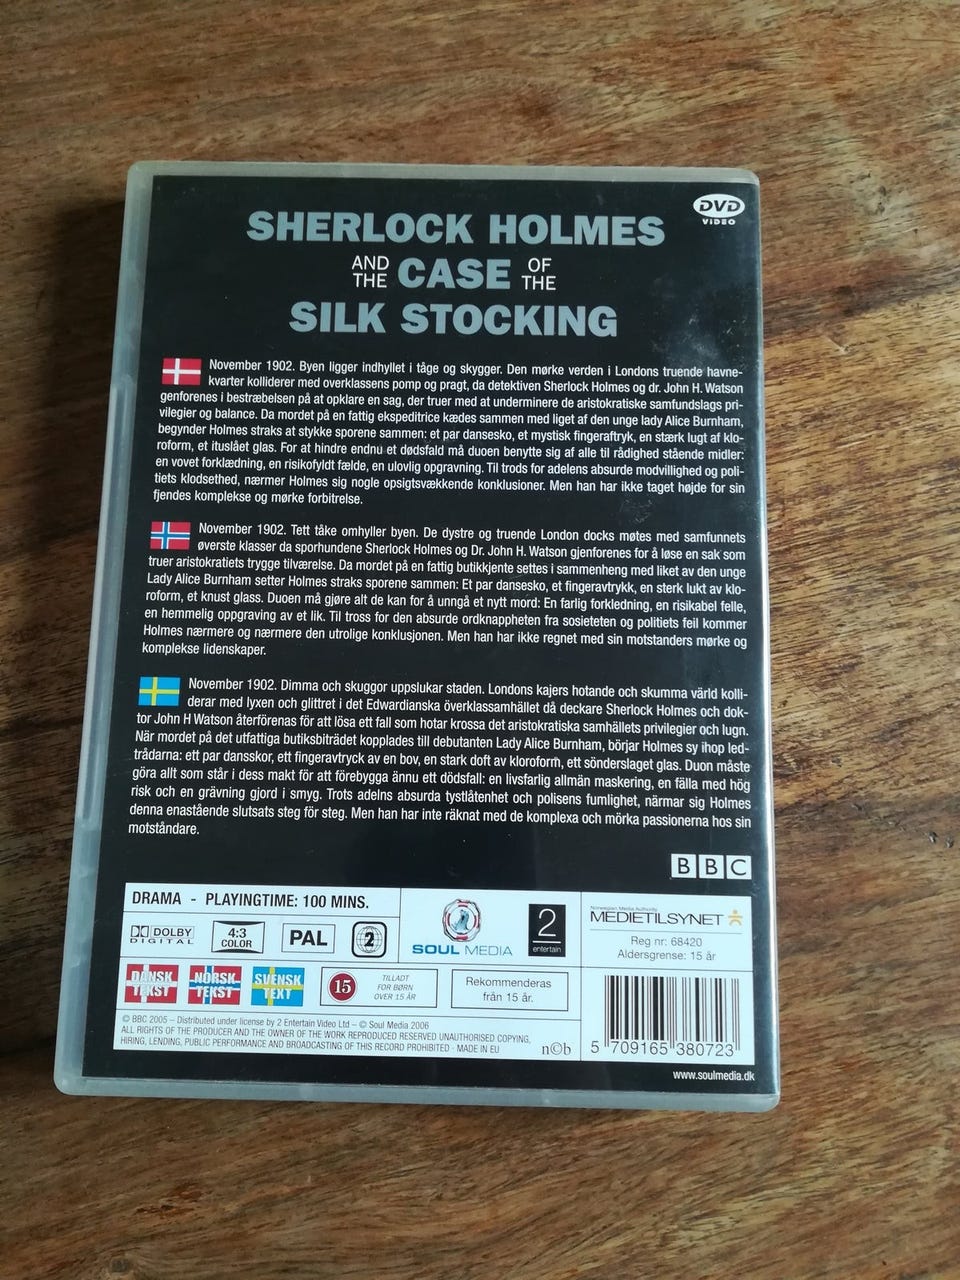 DVD
VIDEO
SHERLOCK HOLMES
AND THE CASE OF THE
SILK STOCKING
November 1902. Byen ligger indhyllet i tåge og skygger. Den mørke verden i Londons truende havne-
kvarter kolliderer med overklassens pomp og pragt, da detektiven Sherlock Holmes og dr. John H. Watson
genforenes i bestræbelsen på at opklare en sag, der truer med at underminere de aristokratiske samfundslags pri-
vilegier og balance. Da mordet på en fattig ekspeditrice kædes sammen med liget af den unge lady Alice Burnham,
begynder Holmes straks at stykke sporene sammen: et par dansesko, et mystisk fingeraftryk, en stærk lugt af klo-
roform, et ituslået glas. For at hindre endnu et dødsfald må duoen benytte sig af alle til rådighed stående midler:
en vovet forklædning, en risikofyldt fælde, en ulovlig opgravning. Til trods for adelens absurde modvillighed og poli-
tiets klodsethed, nærmer Holmes sig nogle opsigtsvækkende konklusioner. Men han har ikke taget højde for sin
fjendes komplekse og mørke forbitrelse.
November 1902. Tett tåke omhyller byen. De dystre og truende London docks møtes med samfunnets
øverste klasser da sporhundene Sherlock Holmes og Dr. John H. Watson gjenforenes for å løse en sak som
truer aristokratiets trygge tilværelse. Da mordet på en fattig butikkjente settes i sammenheng med liket av den unge
Lady Alice Burnham setter Holmes straks sporene sammen: Et par dansesko, et fingeravtrykk, en sterk lukt av klo-
roform, et knust glass. Duoen må gjøre alt de kan for å unngå et nytt mord: En farlig forkledning, en risikabel felle,
en hemmelig oppgraving av et lik. Til tross for den absurde ordknappheten fra sosieteten og politiets feil kommer
Holmes nærmere og nærmere den utrolige konklusjonen. Men han har ikke regnet med sin motstanders mørke og
komplekse lidenskaper.
November 1902. Dimma och skuggor uppslukar staden. Londons kajers hotande och skumma värld kolli-
derar med lyxen och glittret i det Edwardianska överklassamhället då deckare Sherlock Holmes och dok-
tor John H Watson återförenas för att lösa ett fall som hotar krossa det aristokratiska samhällets privilegier och lugn.
När mordet på det utfattiga butiksbiträdet kopplades till debutanten Lady Alice Burnham, börjar Holmes sy ihop led-
trådarna: ett par dansskor, ett fingeravtryck av en bov, en stark doft av kloroform, ett sönderslaget glas. Duon måste
göra allt som står i dess makt för att förebygga ännu ett dödsfall: en livsfarlig allmän maskering, en fälla med hög
risk och en grävning gjord i smyg. Trots adelns absurda tystlåtenhet och polisens fumlighet, närmar sig Holmes
denna enastående slutsats steg för steg. Men han har inte räknat med de komplexa och mörka passionerna hos sin
motståndare.
BBC
DRAMA - PLAYINGTIME: 100 MINS.
DOLBY
DIGITAL
4:3
COLOR
PAL
2
SOUL MEDIA
2
entertain
Norwegian Media Authority
MEDIETILSYNET
Reg nr: 68420
Aldersgrense: 15 år
DANSK
TEKST
NORSK
TEKST
SVENSK
TEXT
15
TILLADT
FOR BØRN
OVER 15 ÅR
Rekommenderas
från 15 år.
© BBC 2005 – Distributed under license by 2 Entertain Video Ltd – © Soul Media 2006
ALL RIGHTS OF THE PRODUCER AND THE OWNER OF THE WORK REPRODUCED RESERVED UNAUTHORISED COPYING,
HIRING, LENDING, PUBLIC PERFORMANCE AND BROADCASTING OF THIS RECORD PROHIBITED · MADE IN EU
n©b
5 709165 380723
www.soulmedia.dk